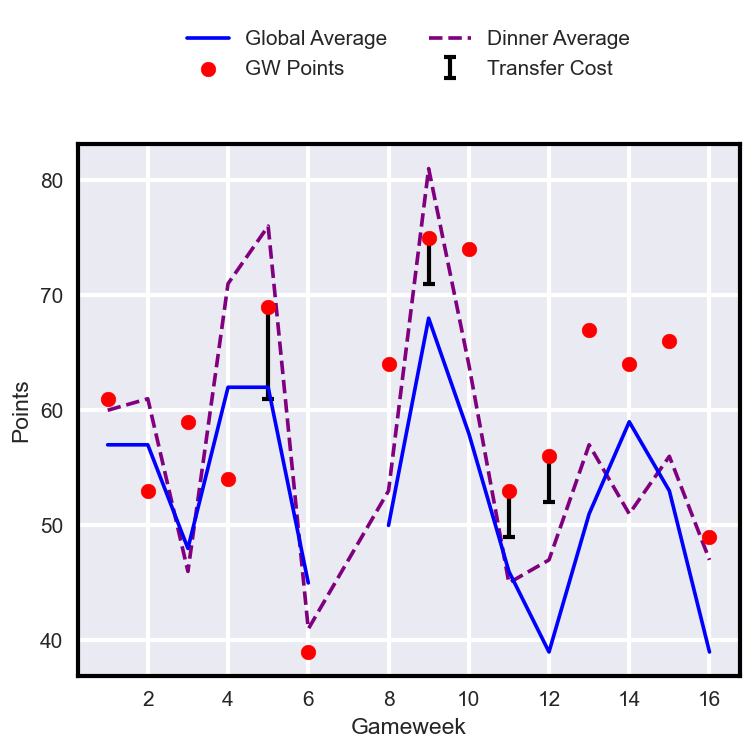 Global Average
Dinner Average
GW Points
Transfer Cost
80
70
60
50
40
Points
2 4 6 8 10 12 14 16
Gameweek